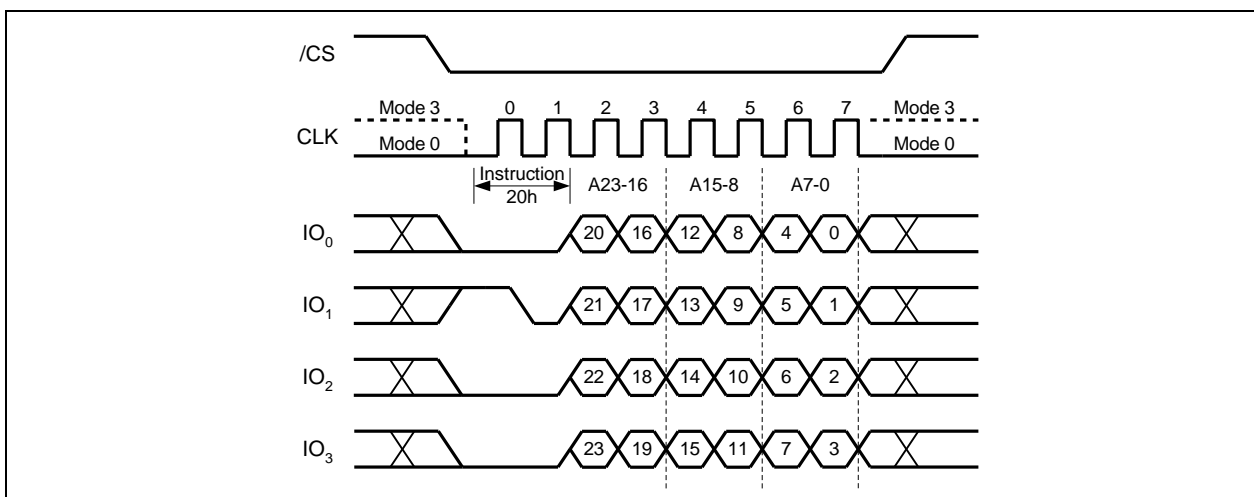 /CS
Mode 3 0 1 2 3 4 5 6 7 Mode 3
CLK
Mode 0 Mode 0
Instruction
20h
A23-16 A15-8 A7-0
IO0 20 16 12 8 4 0
IO1 21 17 13 9 5 1
IO2 22 18 14 10 6 2
IO3 23 19 15 11 7 3